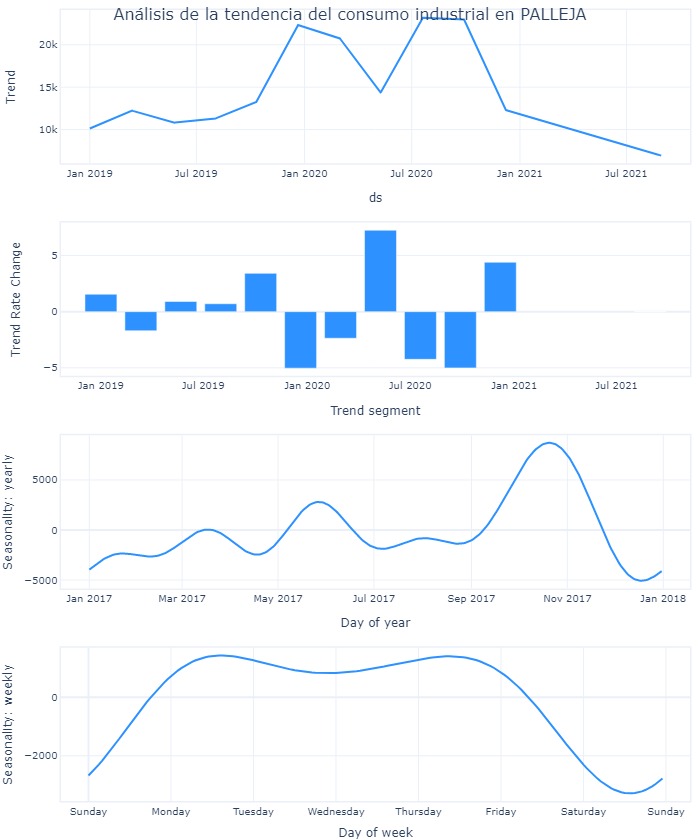 Análisis de la tendencia del consumo industrial en PALLEJA
20k
15k
10k
Trend
Jan 2019 Jul 2019 Jan 2020 Jul 2020 Jan 2021 Jul 2021
ds
5
0
−5
Trend Rate Change
Jan 2019 Jul 2019 Jan 2020 Jul 2020 Jan 2021 Jul 2021
Trend segment
5000
0
−5000
Seasonality: yearly
Jan 2017 Mar 2017 May 2017 Jul 2017 Sep 2017 Nov 2017 Jan 2018
Day of year
0
−2000
Seasonality: weekly
Sunday Monday Tuesday Wednesday Thursday Friday Saturday Sunday
Day of week